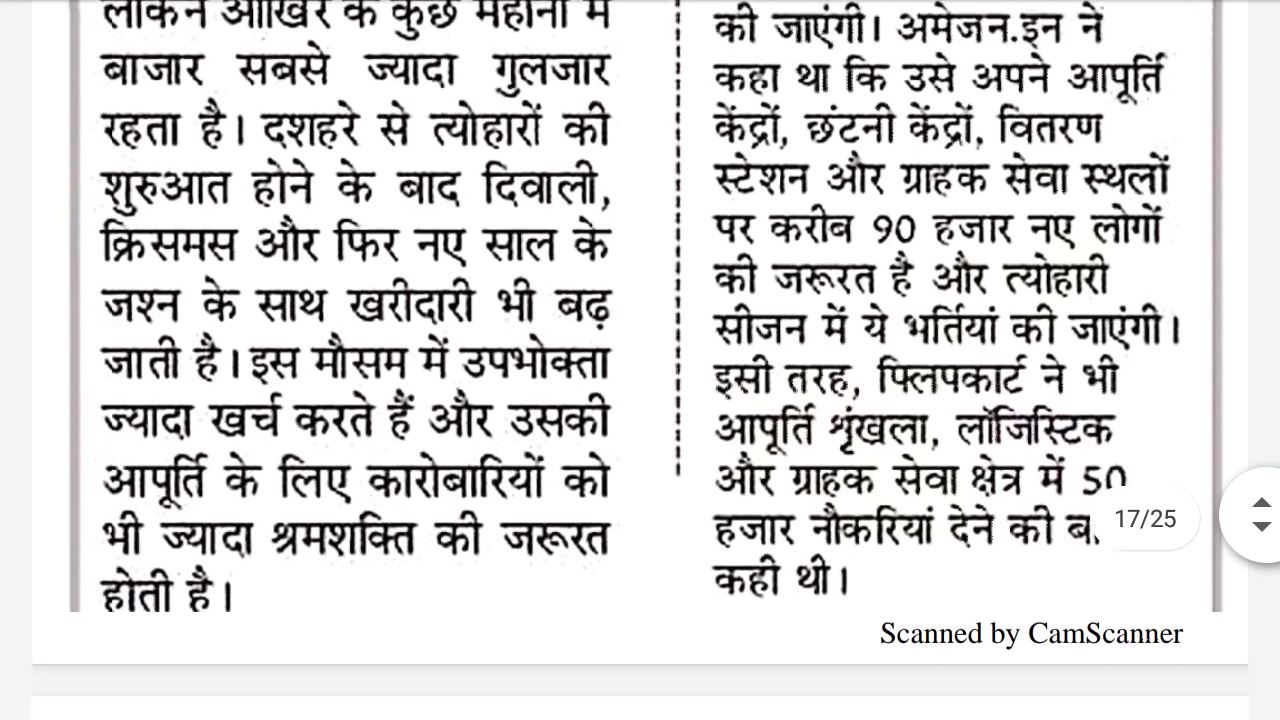 लेकिन आखिर के कुछ महीनों में
बाजार सबसे ज्यादा गुलजार
रहता है। दशहरे से त्योहारों की
शुरुआत होने के बाद दिवाली,
क्रिसमस और फिर नए साल के
जश्न के साथ खरीदारी भी बढ़
जाती है। इस मौसम में उपभोक्ता
ज्यादा खर्च करते हैं और उसकी
आपूर्ति के लिए कारोबारियों को
भी ज्यादा श्रमशक्ति की जरूरत
होती है।
की जाएंगी। अमेजन.इन ने
कहा था कि उसे अपने आपूर्ति
केंद्रों, छंटनी केंद्रों, वितरण
स्टेशन और ग्राहक सेवा स्थलों
पर करीब 90 हजार नए लोगों
की जरूरत है और त्योहारी
सीजन में ये भर्तियां की जाएंगी।
इसी तरह, फ्लिपकार्ट ने भी
आपूर्ति शृंखला, लॉजिस्टिक
और ग्राहक सेवा क्षेत्र में 50
हजार नौकरियां देने की
कही थी।
17/25
Scanned by CamScanner